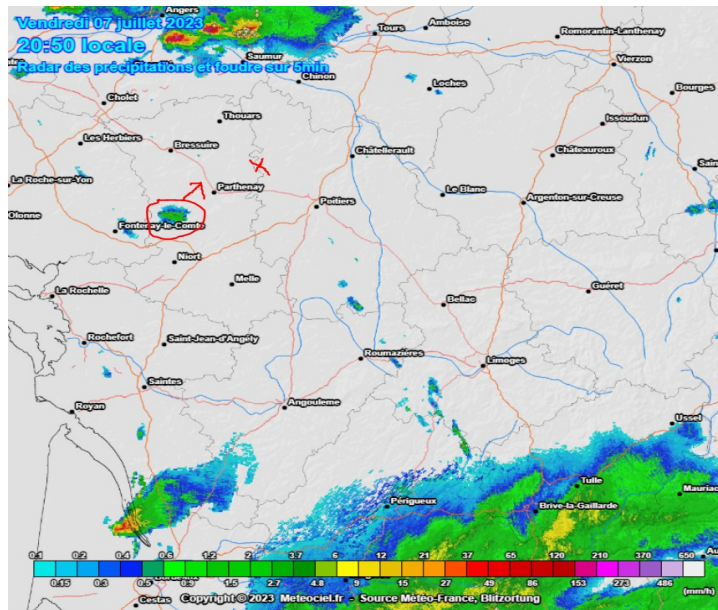 Angers
Vendredi 07 juillet 2023
20:50 locale
Radar des précipitations et foudre sur 5min
Amboise
Tours
Romorantin-Lanthenay
Saumur
Vierzon
Chinon
Loches
Bourges
Cholet
Thouars
Issoudun
Les Herbiers
Bressuire
Châtellerault
Châteauroux
La Roche-sur-Yon
Parthenay
Le Blanc
Argenton-sur-Creuse
Poitiers
Olonne
Fontenay-le-Comte
Niort
Melle
La Rochelle
Guéret
Bellac
Rochefort
Saint-Jean-d'Angély
Roumazières
Limoges
Saintes
Royan
Angouleme
Ussel
Tulle
Mauriac
Périgueux
Brive-la-Gaillarde
0.1 0.2 0.4 0.6 1.2 2 3.7 6 12 21 37 65 120 210 370 650
0.15 0.3 0.5 0.9 1.5 2.7 4.8 9 15 27 49 86 153 273 486 (mm/h)
Cestas
Copyright © 2023 Meteociel.fr - Source Météo-France, Blitzortung